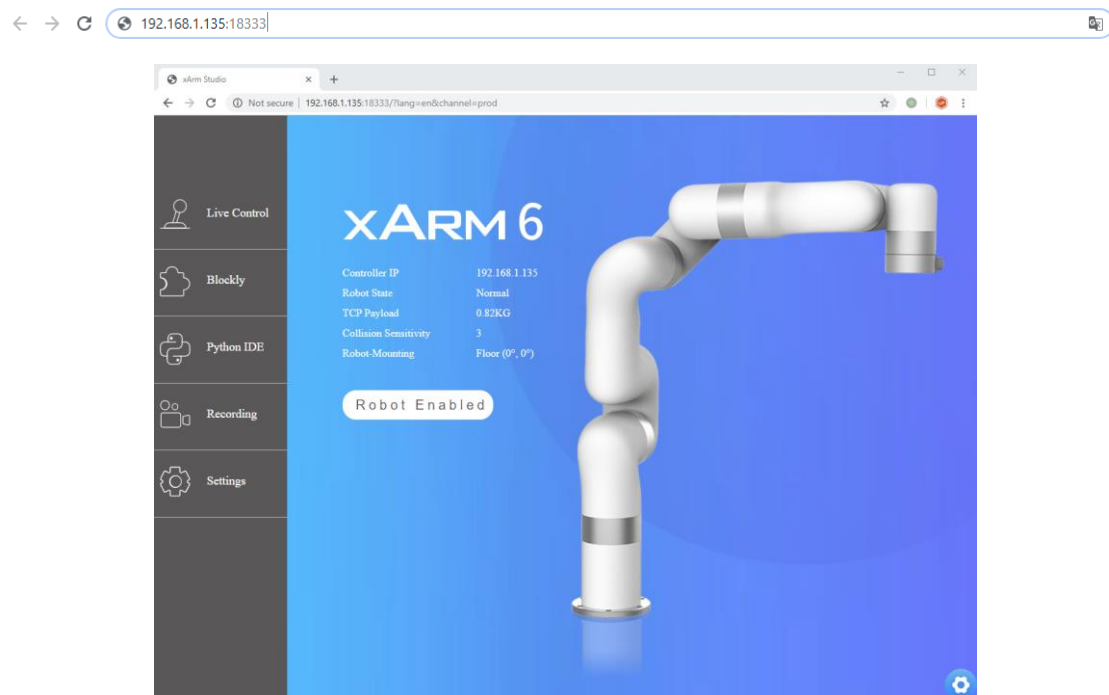 192.168.1.135:18333
xArm Studio
Not secure | 192.168.1.135:18333/?lang=en&channel=prod
Live Control
Blockly
Python IDE
Recording
Settings
XARM 6
Controller IP 192.168.1.135
Robot State Normal
TCP Payload 0.82KG
Collision Sensitivity 3
Robot-Mounting Floor (0°, 0°)
Robot Enabled